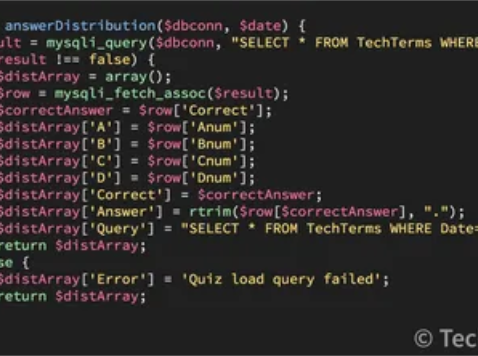 answerDistribution($dbconn, $date) {
ult = mysqli_query($dbconn, "SELECT * FROM TechTerms WHERE
result !== false) {
$distArray = array();
$row = mysqli_fetch_assoc($result);
$correctAnswer = $row['Correct'];
$distArray['A'] = $row['Anum'];
$distArray['B'] = $row['Bnum'];
$distArray['C'] = $row['Cnum'];
$distArray['D'] = $row['Dnum'];
$distArray['Correct'] = $correctAnswer;
$distArray['Answer'] = rtrim($row[$correctAnswer], ".");
$distArray['Query'] = "SELECT * FROM TechTerms WHERE Date=
return $distArray;
se {
$distArray['Error'] = 'Quiz load query failed';
return $distArray;
© Tec